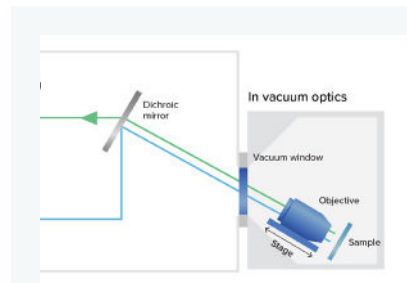 In vacuum optics
Dichroic
mirror
Vacuum window
Objective
Stage
Sample